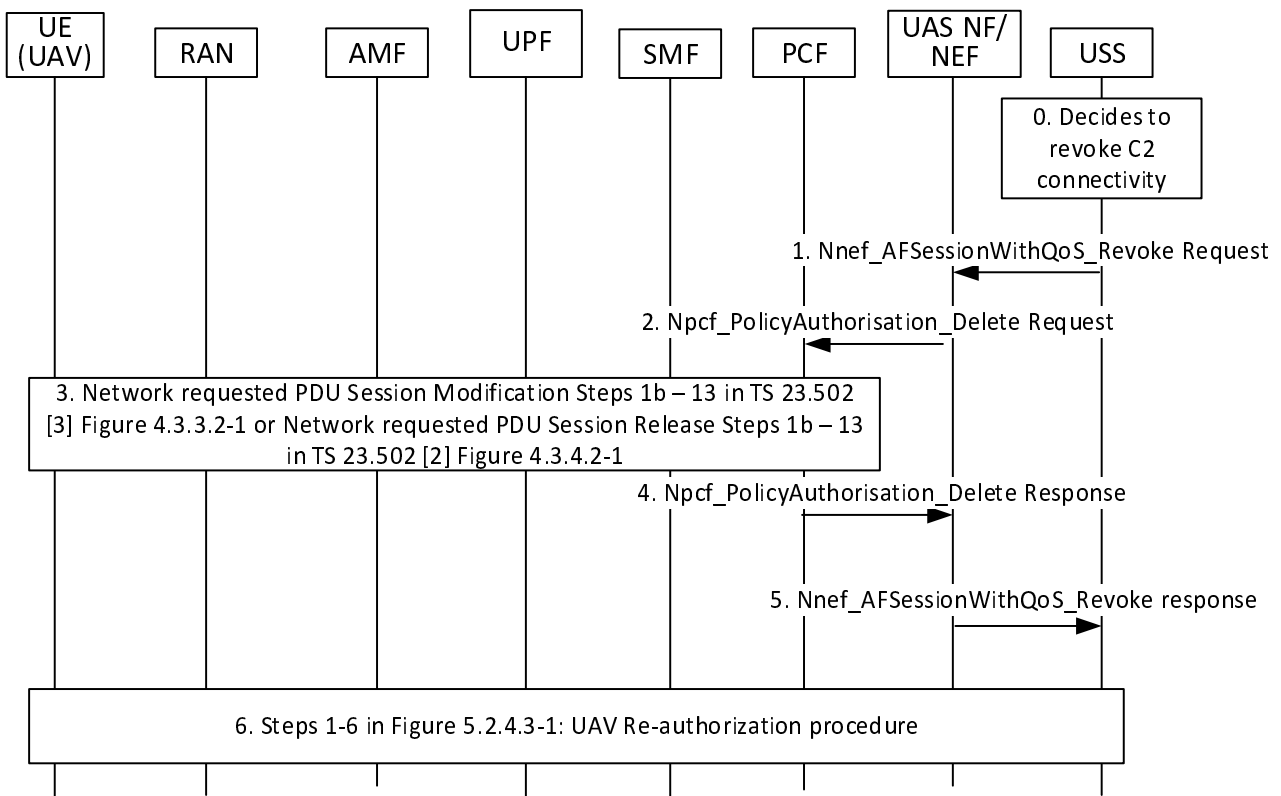 UE
(UAV)
RAN
AMF
UPF
SMF
PCF
UAS NF/
NEF
USS
0. Decides to
revoke C2
connectivity
1. Nnef_AFSessionWithQoS_Revoke Request
2. Npcf_PolicyAuthorisation_Delete Request
3. Network requested PDU Session Modification Steps 1b – 13 in TS 23.502
[3] Figure 4.3.3.2-1 or Network requested PDU Session Release Steps 1b – 13
in TS 23.502 [2] Figure 4.3.4.2-1
4. Npcf_PolicyAuthorisation_Delete Response
5. Nnef_AFSessionWithQoS_Revoke response
6. Steps 1-6 in Figure 5.2.4.3-1: UAV Re-authorization procedure